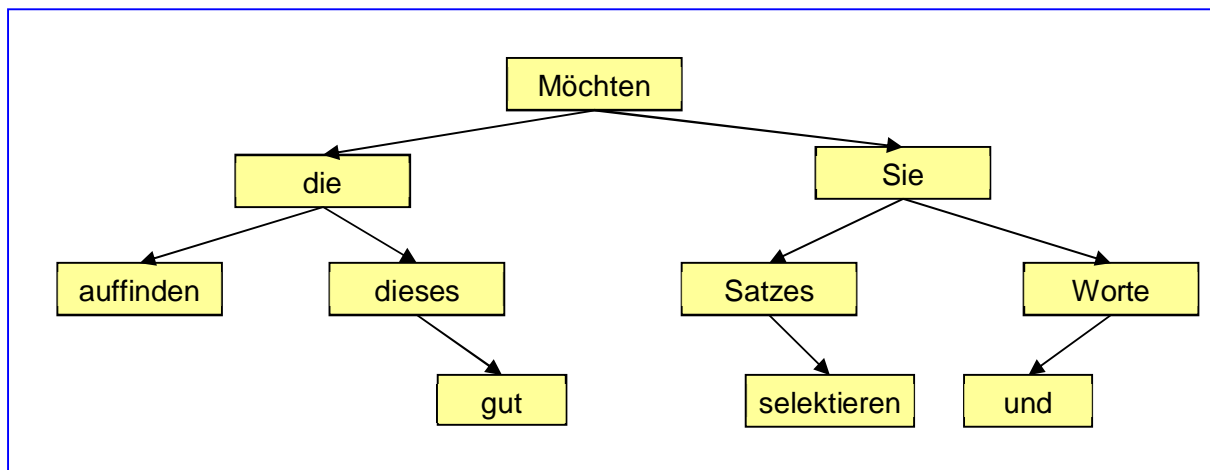 Möchten
die
Sie
auffinden
dieses
Satzes
Worte
gut
selektieren
und